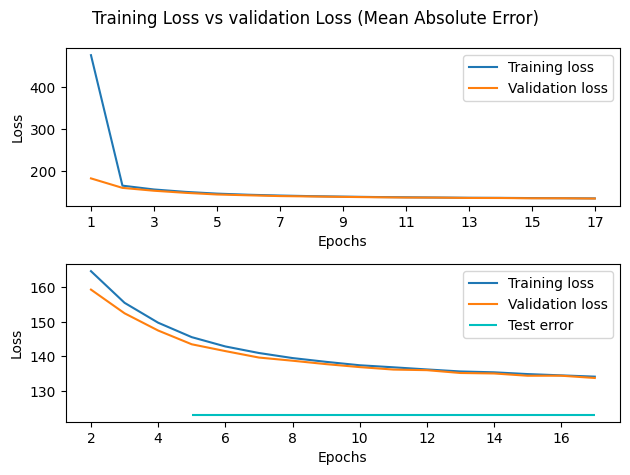 Training Loss vs validation Loss (Mean Absolute Error)
Training loss
Validation loss
400
300
200
Loss
1 3 5 7 9 11 13 15 17
Epochs
Training loss
Validation loss
Test error
160
150
140
130
Loss
2 4 6 8 10 12 14 16
Epochs